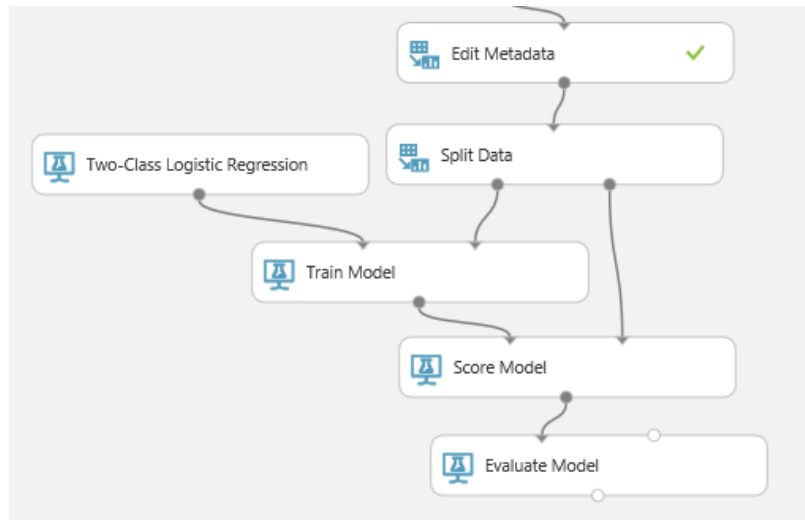 Edit Metadata
Split Data
Two-Class Logistic Regression
Train Model
Score Model
Evaluate Model